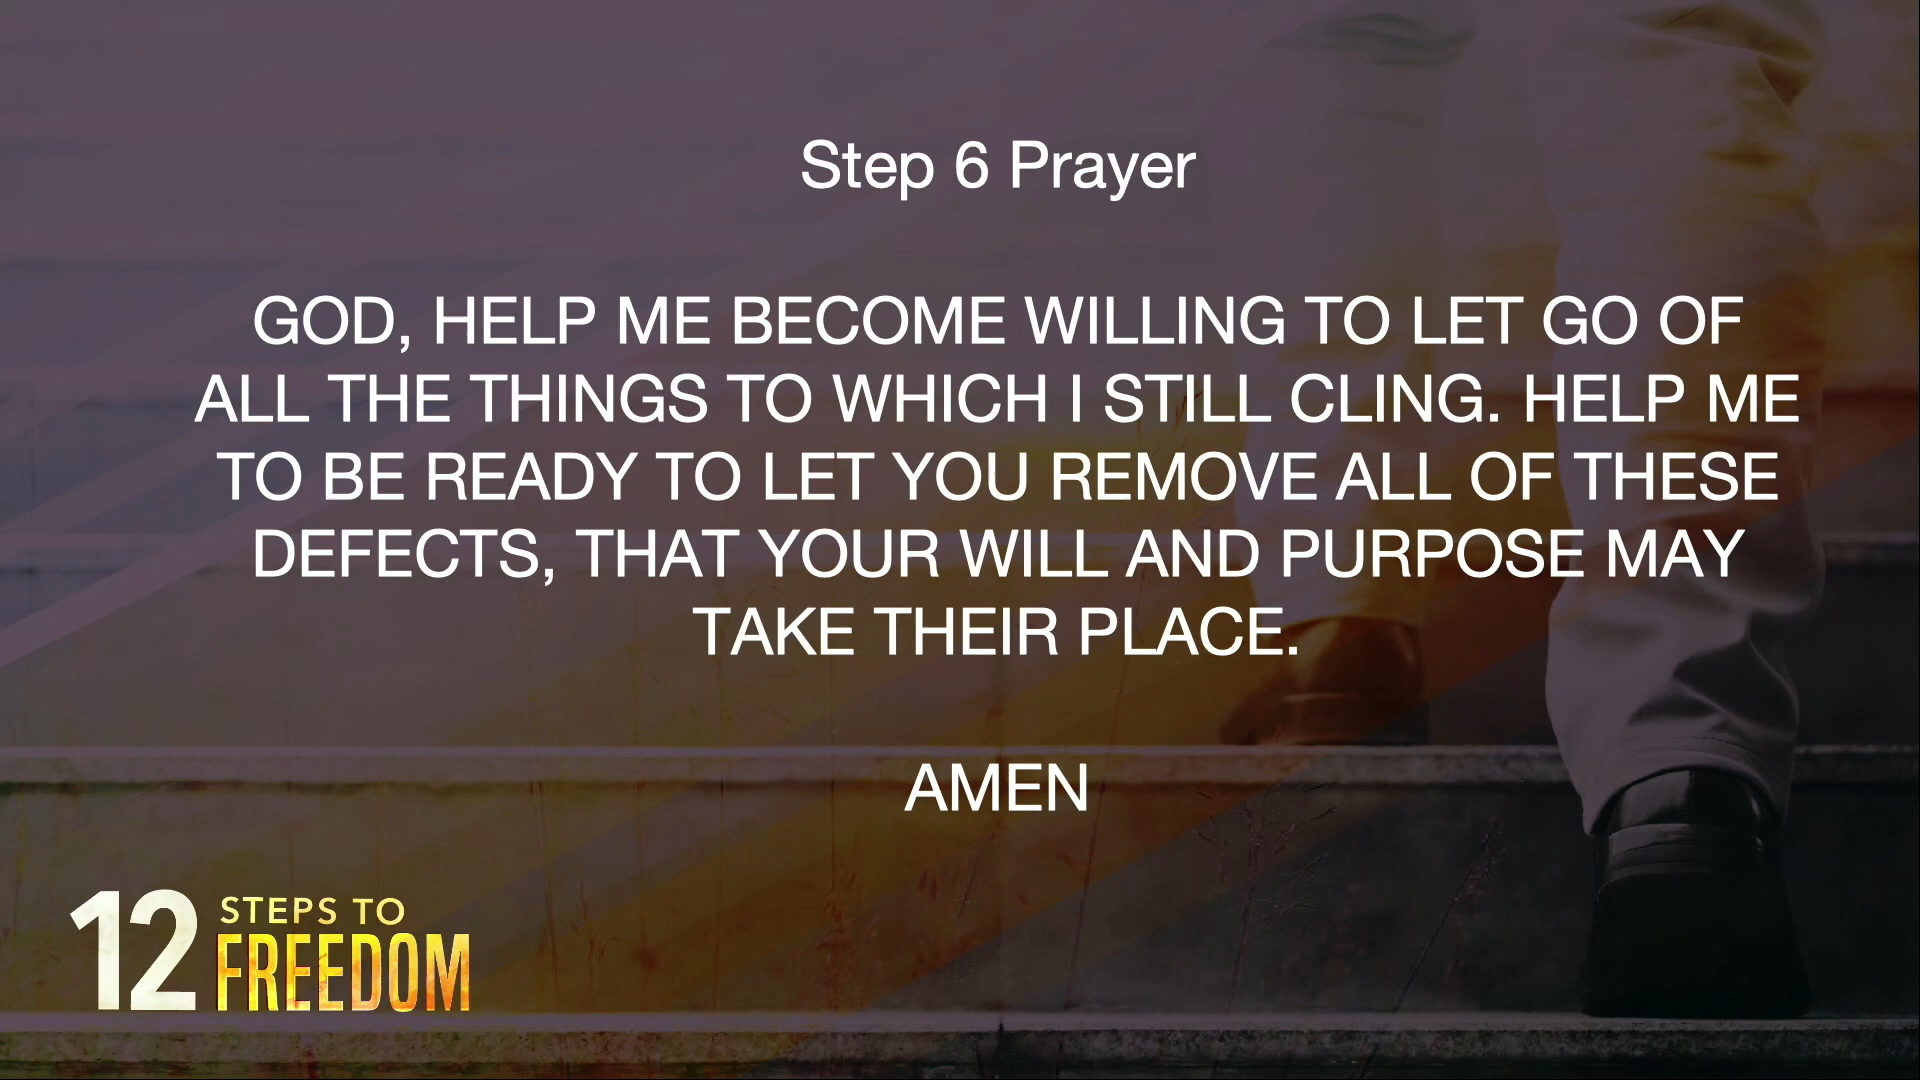 Step 6 Prayer
GOD, HELP ME BECOME WILLING TO LET GO OF
ALL THE THINGS TO WHICH I STILL CLING. HELP ME
TO BE READY TO LET YOU REMOVE ALL OF THESE
DEFECTS, THAT YOUR WILL AND PURPOSE MAY
TAKE THEIR PLACE.
AMEN
12 STEPS TO
FREEDOM